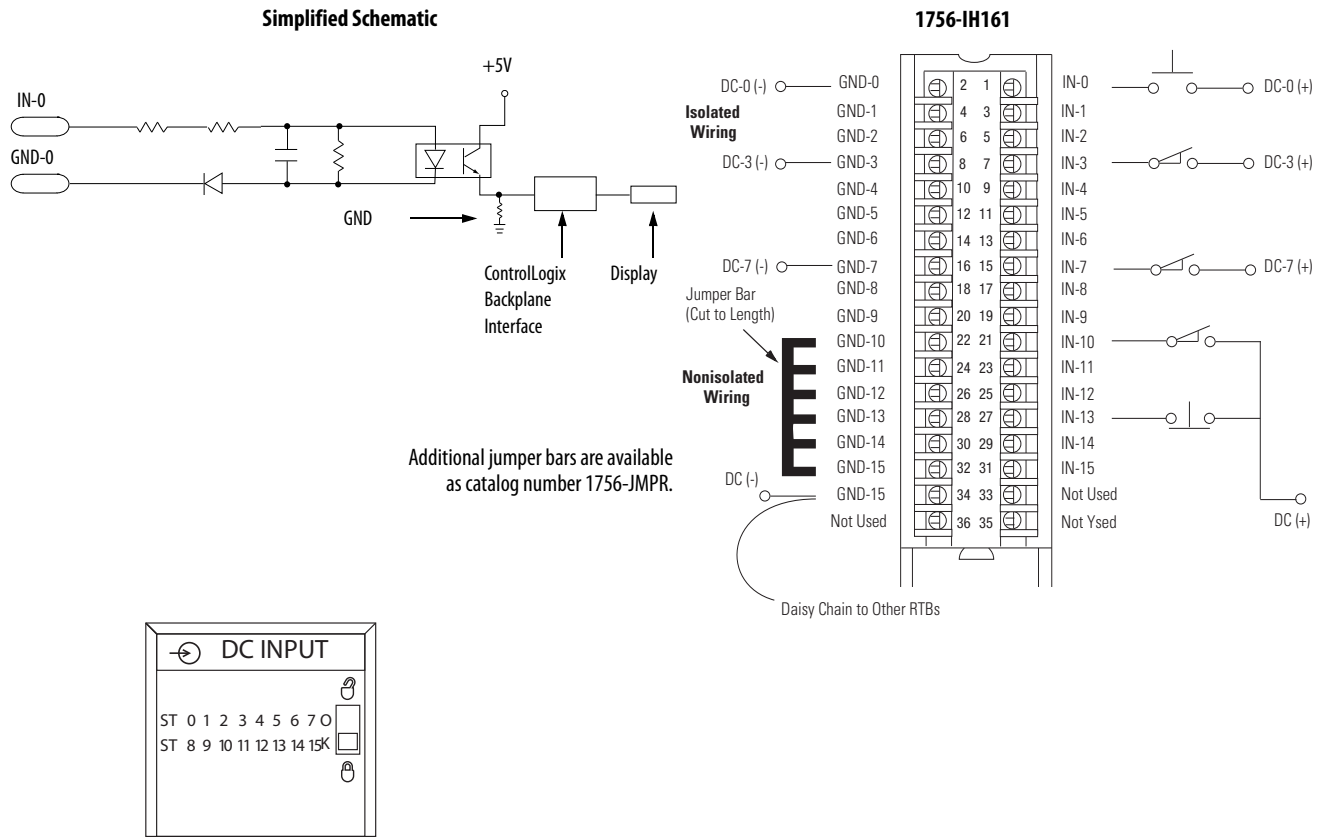 Simplified Schematic
+5V
IN-0
GND-0
GND
ControlLogix
Backplane
Interface
Display
Additional jumper bars are available
as catalog number 1756-JMPR.
1756-IH161
DC-0 (-) GND-0 2 1 IN-0 DC-0 (+)
Isolated
Wiring
GND-1 4 3 IN-1
GND-2 6 5 IN-2
DC-3 (-) GND-3 8 7 IN-3 DC-3 (+)
GND-4 10 9 IN-4
GND-5 12 11 IN-5
GND-6 14 13 IN-6
DC-7 (-) GND-7 16 15 IN-7 DC-7 (+)
GND-8 18 17 IN-8
Jumper Bar
(Cut to Length)
GND-9 20 19 IN-9
GND-10 22 21 IN-10
GND-11 24 23 IN-11
Nonisolated
Wiring
GND-12 26 25 IN-12
GND-13 28 27 IN-13
GND-14 30 29 IN-14
GND-15 32 31 IN-15
DC (-) GND-15 34 33 Not Used
Not Used 36 35 Not Ysed
DC (+)
Daisy Chain to Other RTBs
DC INPUT
ST 0 1 2 3 4 5 6 7 O
ST 8 9 10 11 12 13 14 15 K